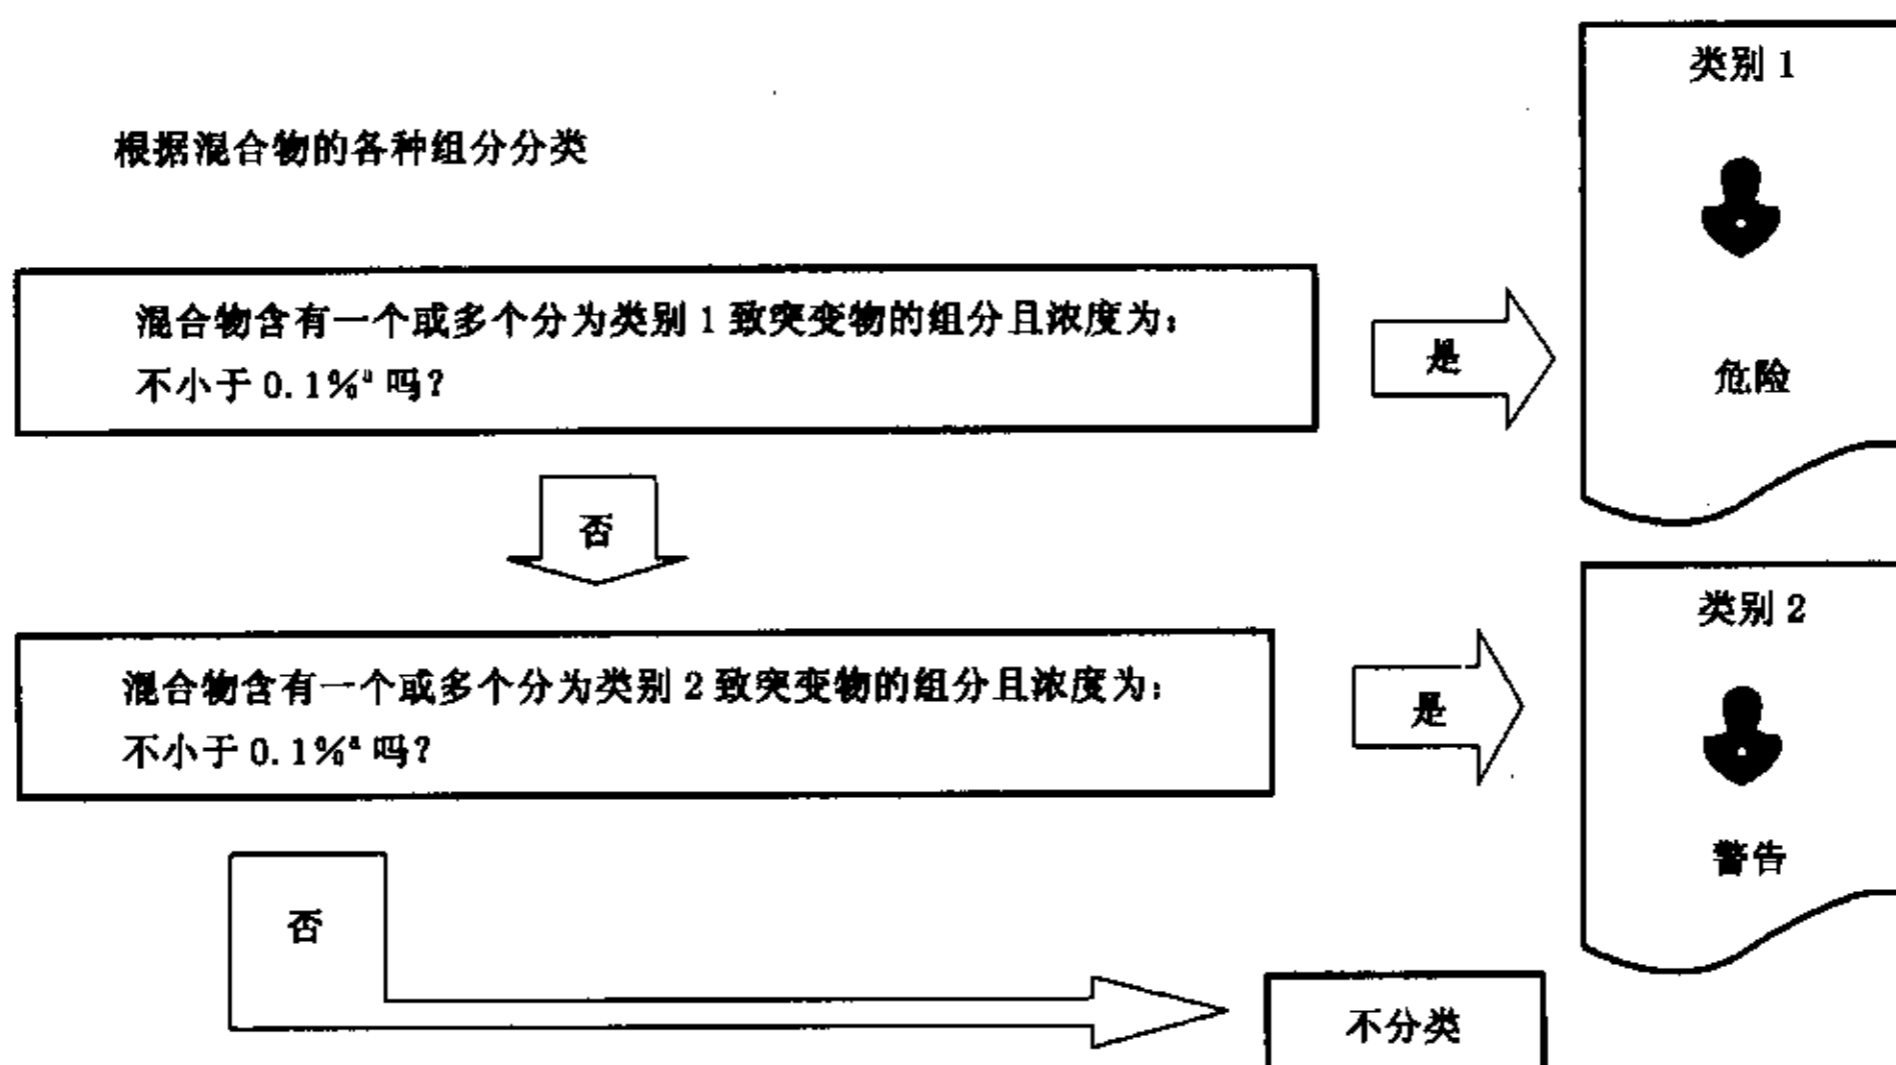 类别 1
根据混合物的各种组分分类
混合物含有一个或多个分为类别 1 致突变物的组分且浓度为：
不小于 0.1%ᵃ 吗？
是
危险
否
类别 2
混合物含有一个或多个分为类别 2 致突变物的组分且浓度为：
不小于 0.1%ᵃ 吗？
是
警告
否
不分类